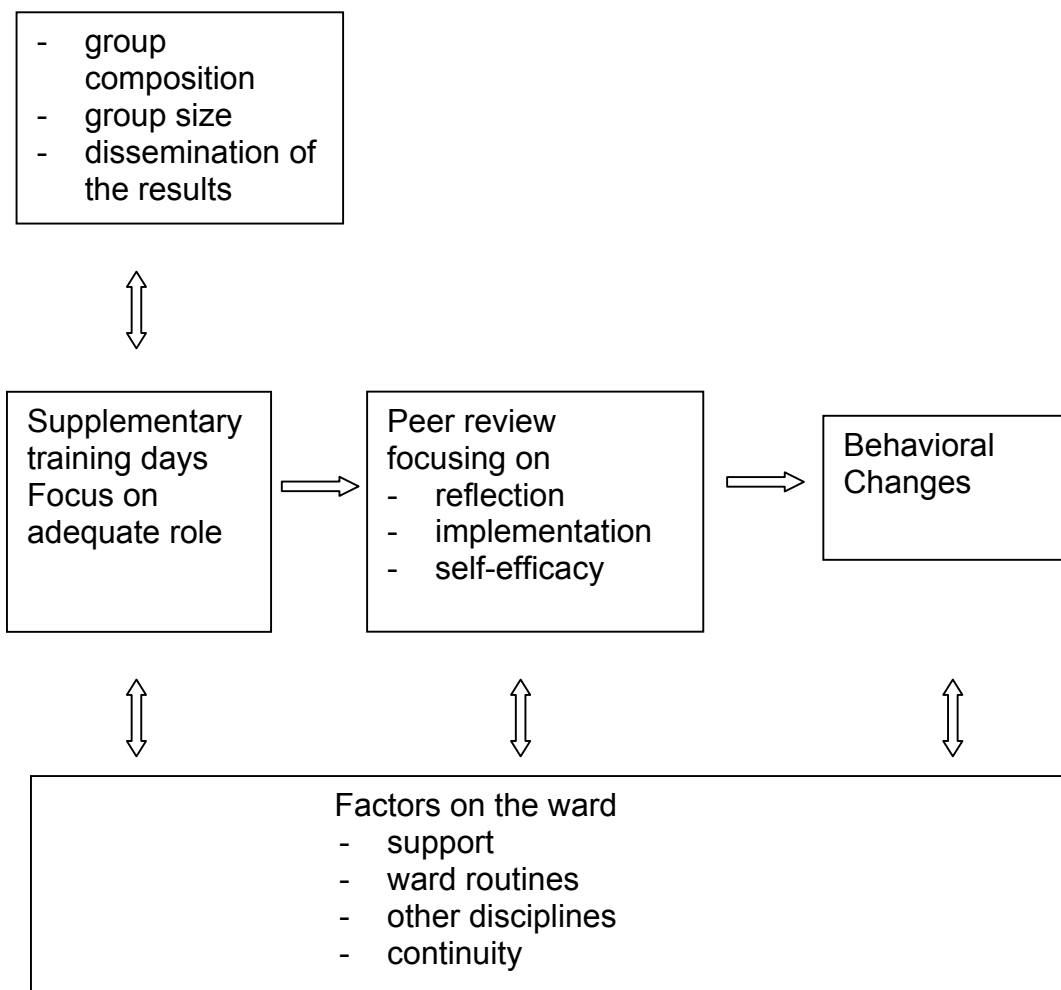 - group
composition
- group size
- dissemination of
the results
Supplementary
training days
Focus on
adequate role
Peer review
focusing on
- reflection
- implementation
- self-efficacy
Behavioral
Changes
Factors on the ward
- support
- ward routines
- other disciplines
- continuity